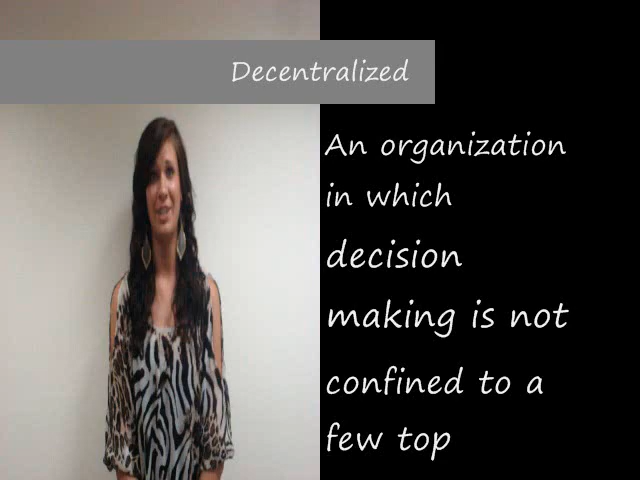 Decentralized
An organization
in which
decision
making is not
confined to a
few top